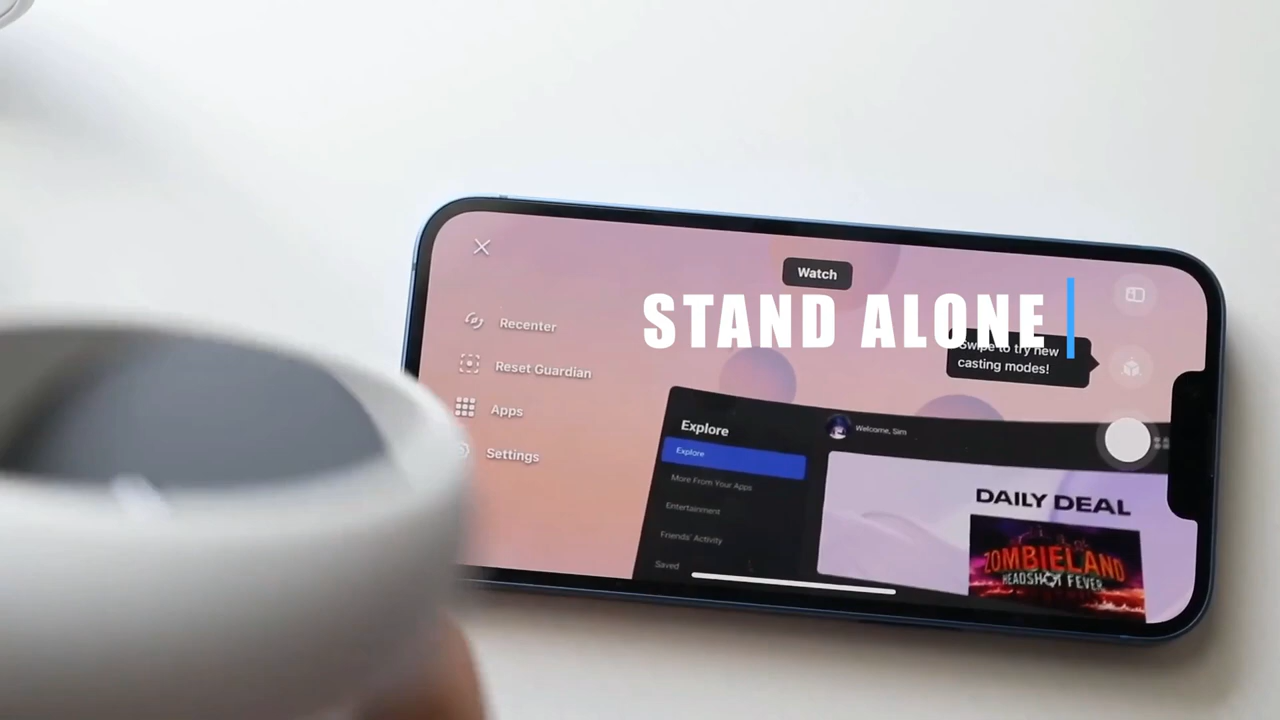 Watch
STAND ALONE
Swipe to try new
casting modes!
Recenter
Reset Guardian
Apps
Settings
Explore
Explore
More From Your Apps
Entertainment
Friends' Activity
Saved
Welcome, Sim
DAILY DEAL
ZOMBIELAND
HEADSHOT FEVER